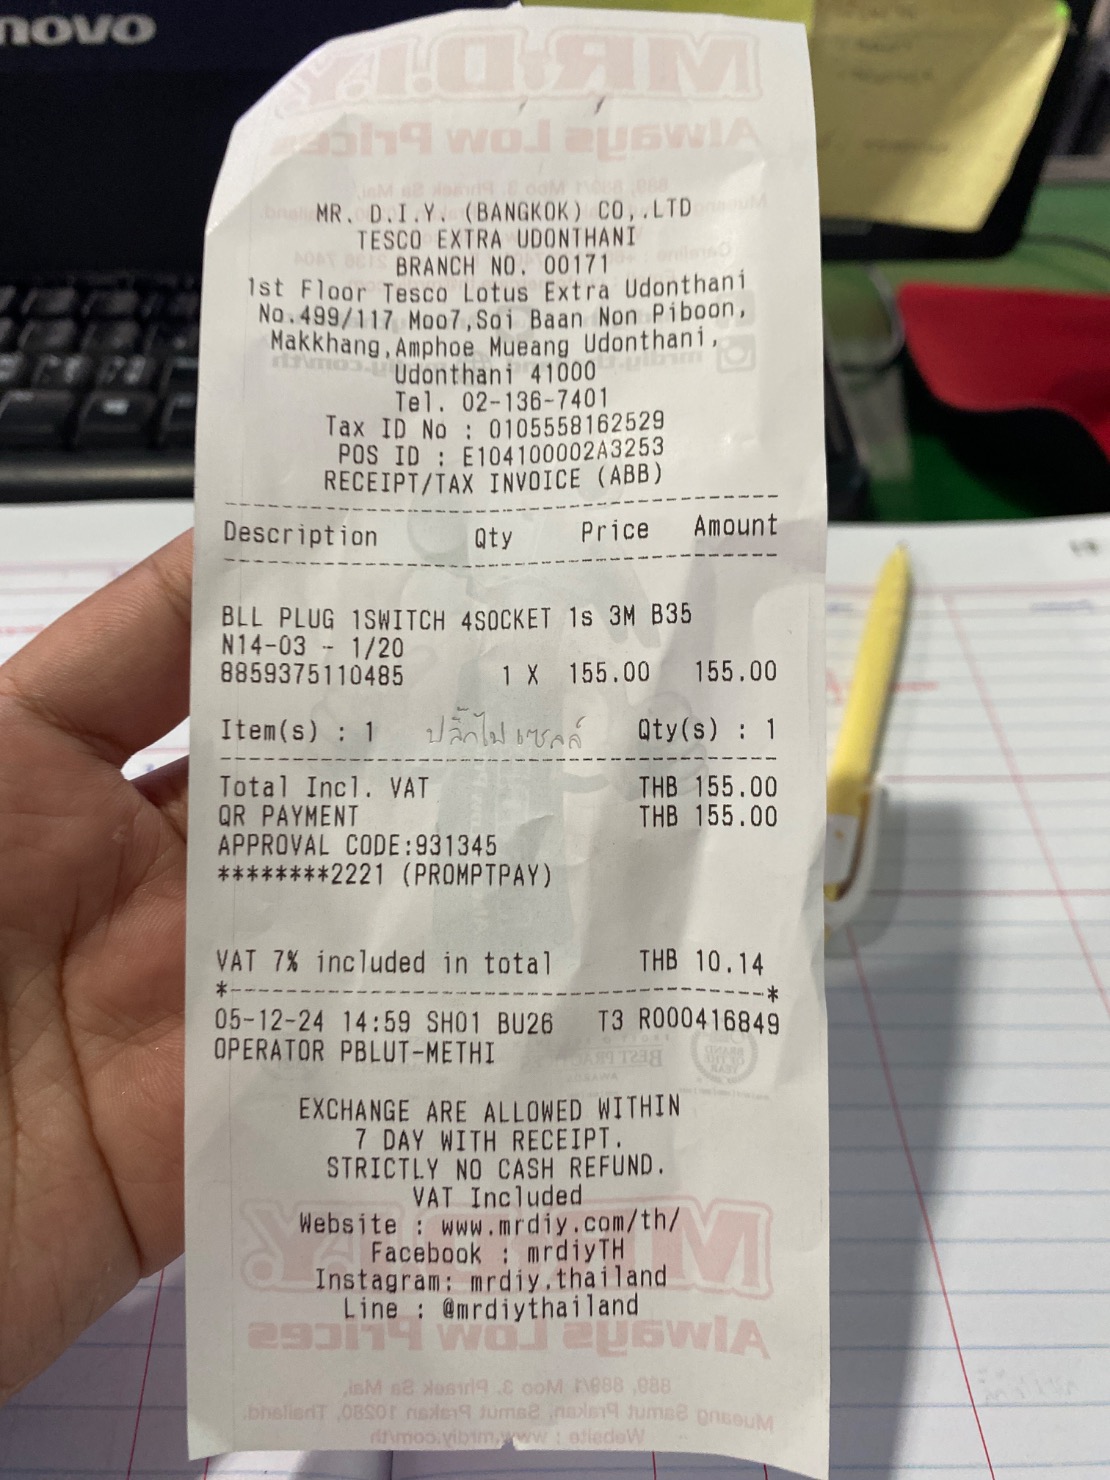 novo
MR. D.I.Y. (BANGKOK) CO,.LTD
TESCO EXTRA UDONTHANI
BRANCH NO. 00171
1st Floor Tesco Lotus Extra Udonthani
No.499/117 Moo7,Soi Baan Non Piboon,
Makkhang,Amphoe Mueang Udonthani,
Udonthani 41000
Tel. 02-136-7401
Tax ID No : 0105558162529
POS ID : E104100002A3253
RECEIPT/TAX INVOICE (ABB)
Description Qty Price Amount
BLL PLUG 1SWITCH 4SOCKET 1s 3M B35
N14-03 - 1/20
8859375110485 1 X 155.00 155.00
Item(s) : 1 ปลั๊กไฟ เซลล์ Qty(s) : 1
Total Incl. VAT THB 155.00
QR PAYMENT THB 155.00
APPROVAL CODE:931345
********2221 (PROMPTPAY)
VAT 7% included in total THB 10.14
*--------------------------------------------------*
05-12-24 14:59 SH01 BU26 T3 R000416849
OPERATOR PBLUT-METHI
EXCHANGE ARE ALLOWED WITHIN
7 DAY WITH RECEIPT.
STRICTLY NO CASH REFUND.
VAT Included
Website : www.mrdiy.com/th/
Facebook : mrdiyTH
Instagram: mrdiy.thailand
Line : @mrdiythailand